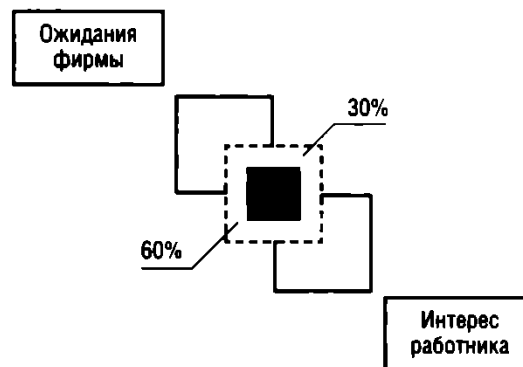 Ожидания
фирмы
30%
60%
Интерес
работника